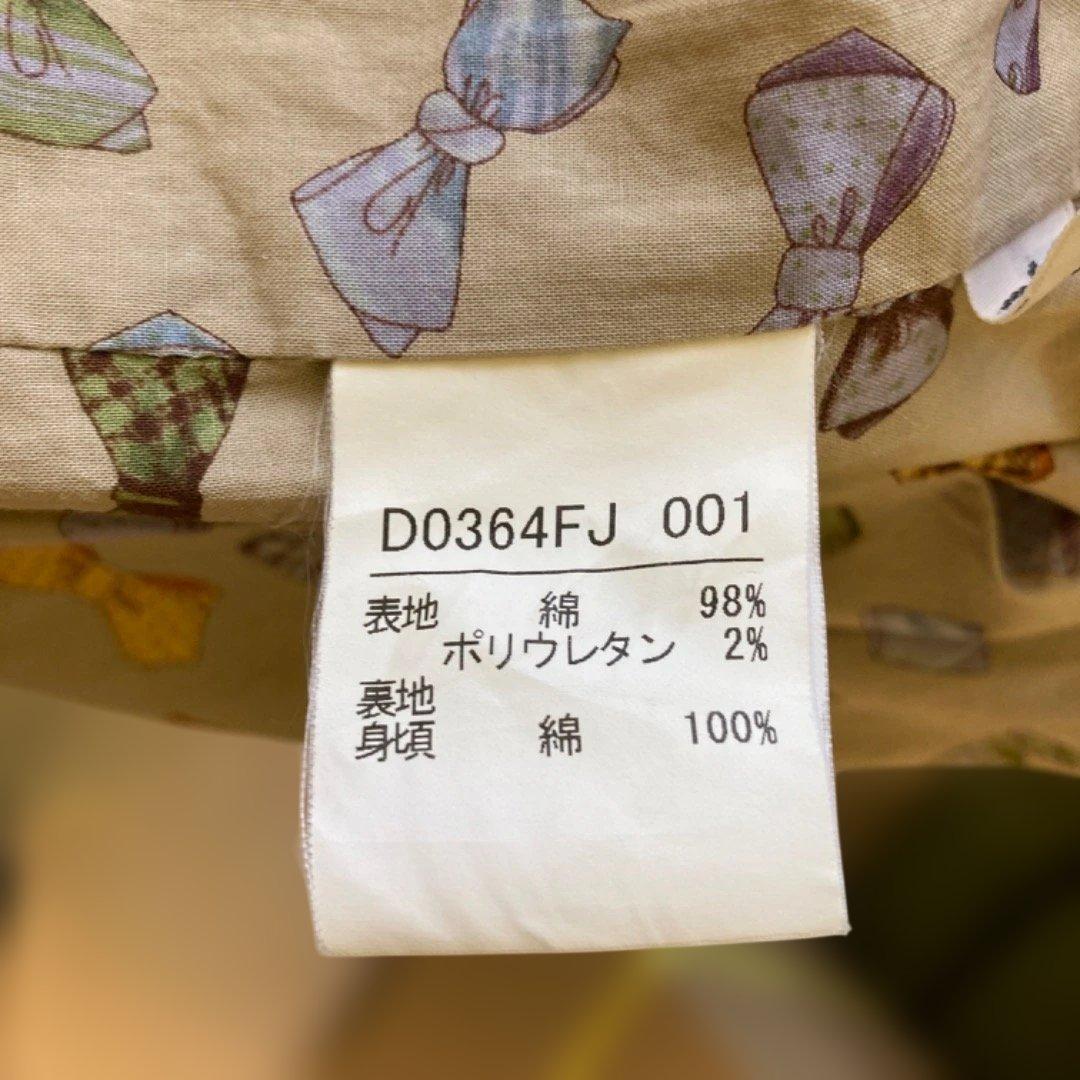 D0364FJ 001
表地 綿 98%
ポリウレタン 2%
裏地
身頃 綿 100%